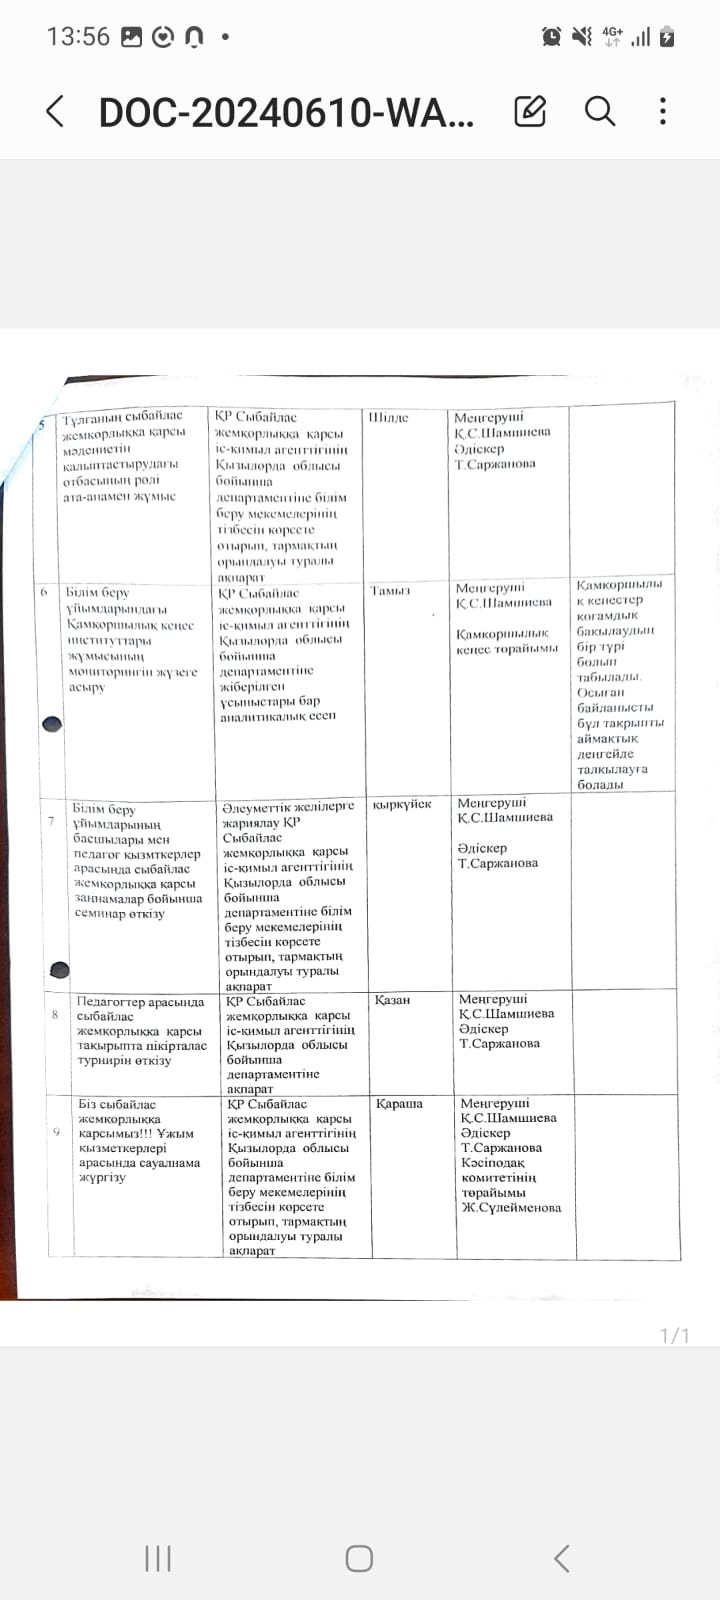 13:56
4G+
DOC-20240610-WA...
5
Тұлғаның сыбайлас
жемқорлыққа қарсы
мәдениетін
қалыптастырудағы
отбасының рөлі
ата-анамен жұмыс
ҚР Сыбайлас
жемқорлыққа қарсы
іс-қимыл агенттігінің
Қызылорда облысы
бойынша
департаментіне білім
беру мекемелерінің
тізбесін көрсете
отырып, тармақтың
орындалуы туралы
ақпарат
Шілде
Меңгеруші
Қ.С.Шамшиева
Әдіскер
Т.Саржанова
6
Білім беру
ұйымларындағы
Қамқоршылық кеңес
институттары
жұмысының
мониторингін жүзеге
асыру
ҚР Сыбайлас
жемқорлыққа қарсы
іс-қимыл агенттігінің
Қызылорда облысы
бойынша
департаментіне
жіберілген
ұсыныстары бар
аналитикалық есеп
Тамыз
Меңгеруші
Қ.С.Шамшиева
Қамқоршылық
кеңес төрайымы
Қамқоршылы
к кенестер
когамдық
бақылаудың
бір түрі
болып
табылады.
Осыған
байланысты
бұл такрыпты
аймақтық
деңгейде
талқылауға
болады
7
Білім беру
ұйымларының
басшылары мен
педагог қызмткерлер
арасында сыбайлас
жемқорлыққа қарсы
заңнамалар бойынша
семинар өткізу
Әлеуметтік желілерге
жариялау ҚР
Сыбайлас
жемқорлыққа қарсы
іс-қимыл агенттігінің
Қызылорда облысы
бойынша
департаментіне білім
беру мекемелерінің
тізбесін көрсете
отырып, тармақтың
орындалуы туралы
ақпарат
қыркүйек
Меңгеруші
Қ.С.Шамшиева
Әдіскер
Т.Саржанова
8
Педагогтер арасында
сыбайлас
жемқорлыққа қарсы
тақырыпта пікірталас
турнирін өткізу
ҚР Сыбайлас
жемқорлыққа қарсы
іс-қимыл агенттігінің
Қызылорда облысы
бойынша
департаментіне
ақпарат
Қазан
Меңгеруші
Қ.С.Шамшиева
Әдіскер
Т.Саржанова
9
Біз сыбайлас
жемқорлыққа
қарсымыз!!! Ұжым
қызметкерлері
арасында сауалнама
жүргізу
ҚР Сыбайлас
жемқорлыққа қарсы
іс-қимыл агенттігінің
Қызылорда облысы
бойынша
департаментіне білім
беру мекемелерінің
тізбесін көрсете
отырып, тармақтың
орындалуы туралы
ақпарат
Қараша
Меңгеруші
Қ.С.Шамшиева
Әдіскер
Т.Саржанова
Кәсіподақ
комитетінің
төрайымы
Ж.Сүлейменова
1/1